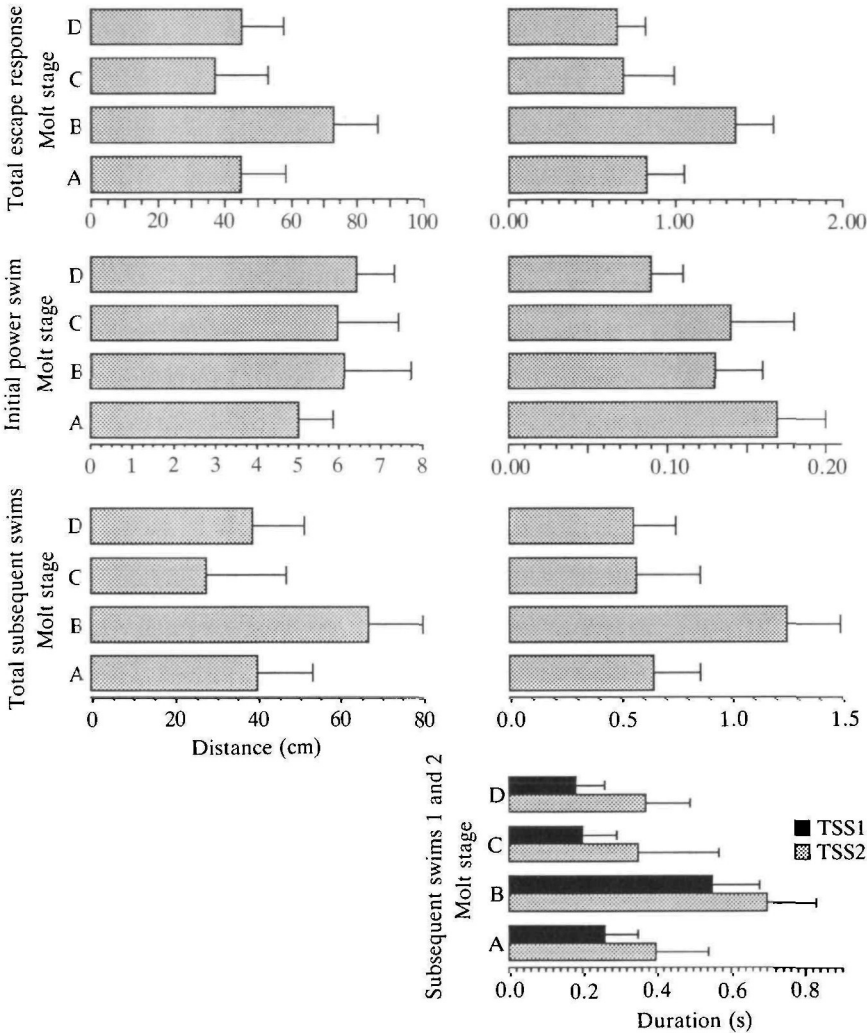 Total escape response
Molt stage
D
C
B
A
0 20 40 60 80 100
0.00 1.00 2.00
Initial power swim
Molt stage
D
C
B
A
0 1 2 3 4 5 6 7 8
0.00 0.10 0.20
Total subsequent swims
Molt stage
D
C
B
A
0 20 40 60 80
Distance (cm)
0.0 0.5 1.0 1.5
Subsequent swims 1 and 2
Molt stage
D
C
B
A
TSS1
TSS2
0.0 0.2 0.4 0.6 0.8
Duration (s)